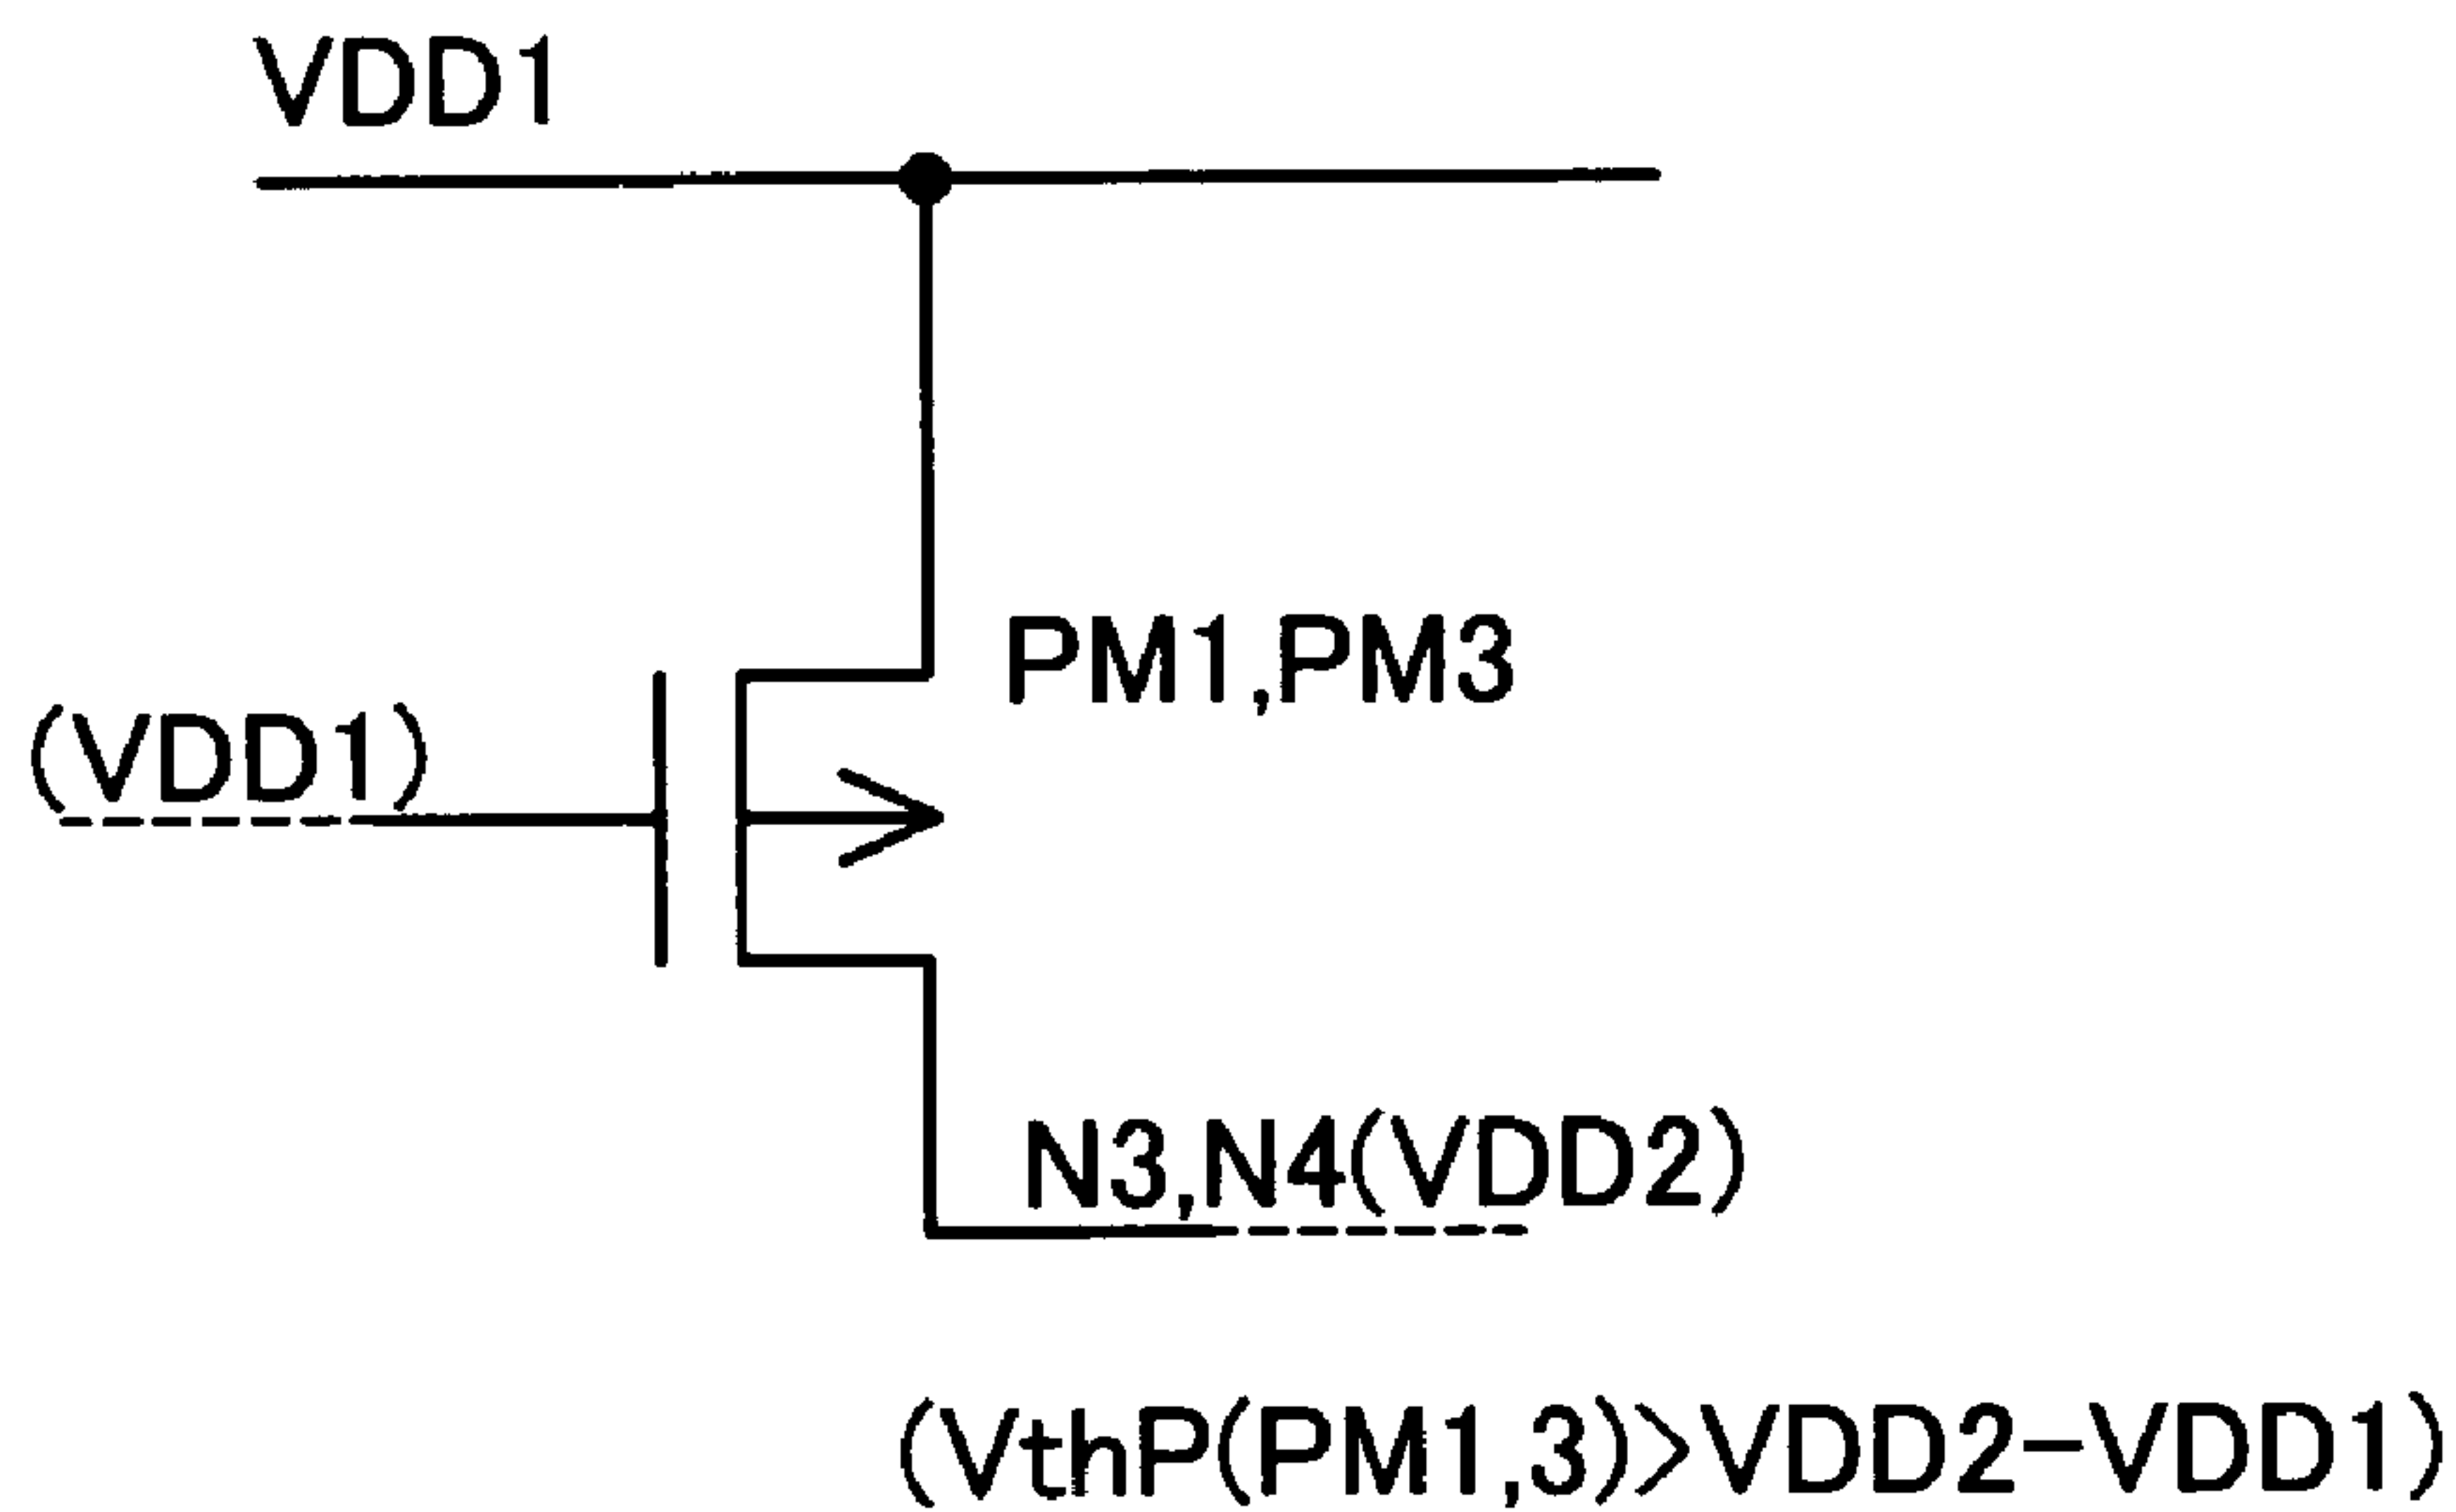 VDD1
PM1,PM3
(VDD1)
N3,N4(VDD2)
(VthP(PM1,3)>VDD2-VDD1)